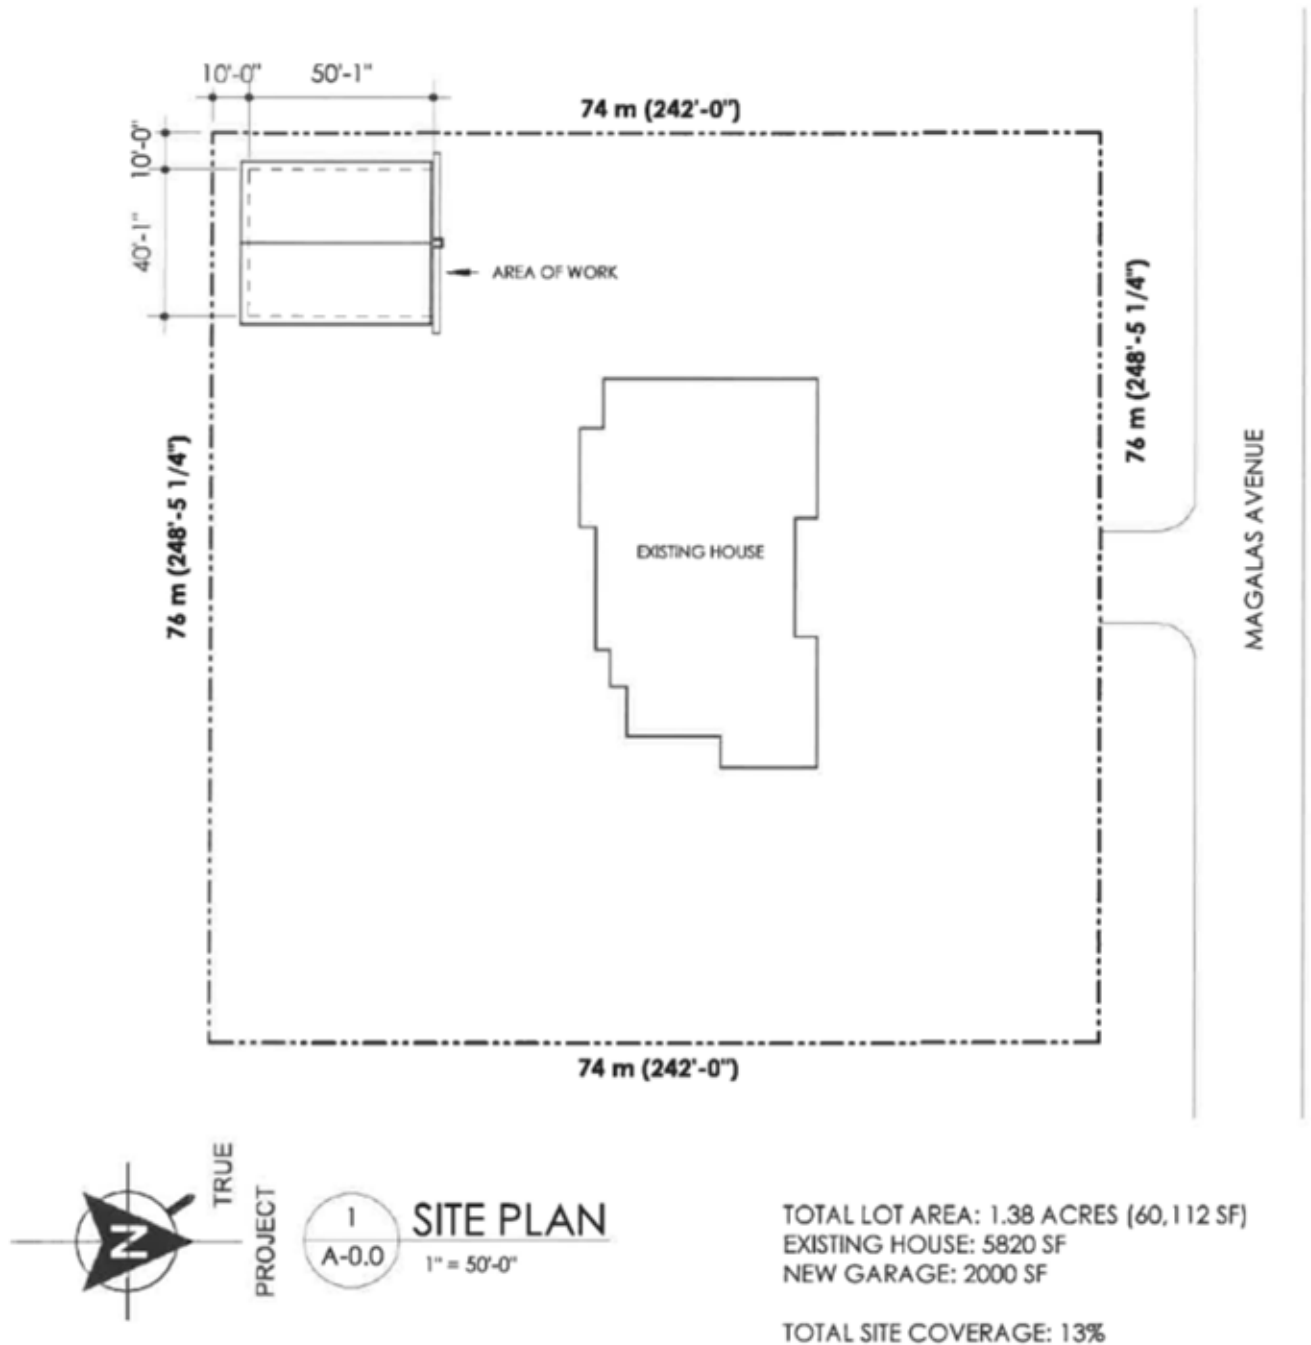 10'-0" 50'-1"
74 m (242'-0")
10'-0"
40'-1"
AREA OF WORK
76 m (248'-5 1/4")
76 m (248'-5 1/4")
EXISTING HOUSE
MAGALAS AVENUE
74 m (242'-0")
N
TRUE
PROJECT
1
A-0.0
SITE PLAN
1" = 50'-0"
TOTAL LOT AREA: 1.38 ACRES (60,112 SF)
EXISTING HOUSE: 5820 SF
NEW GARAGE: 2000 SF
TOTAL SITE COVERAGE: 13%